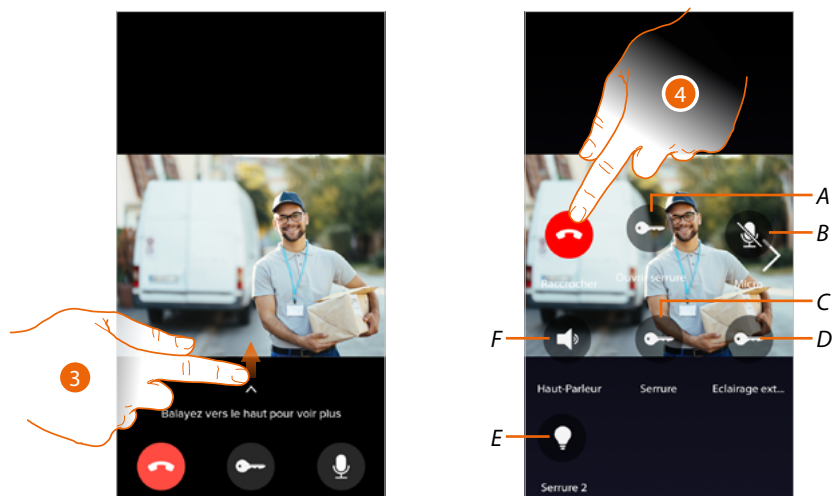 3
Balayez vers le haut pour voir plus
4
A
B
Raccrocher
Ouvrir serrure
Micro
C
D
F
Haut-Parleur
Serrure
Eclairage ext...
E
Serrure 2